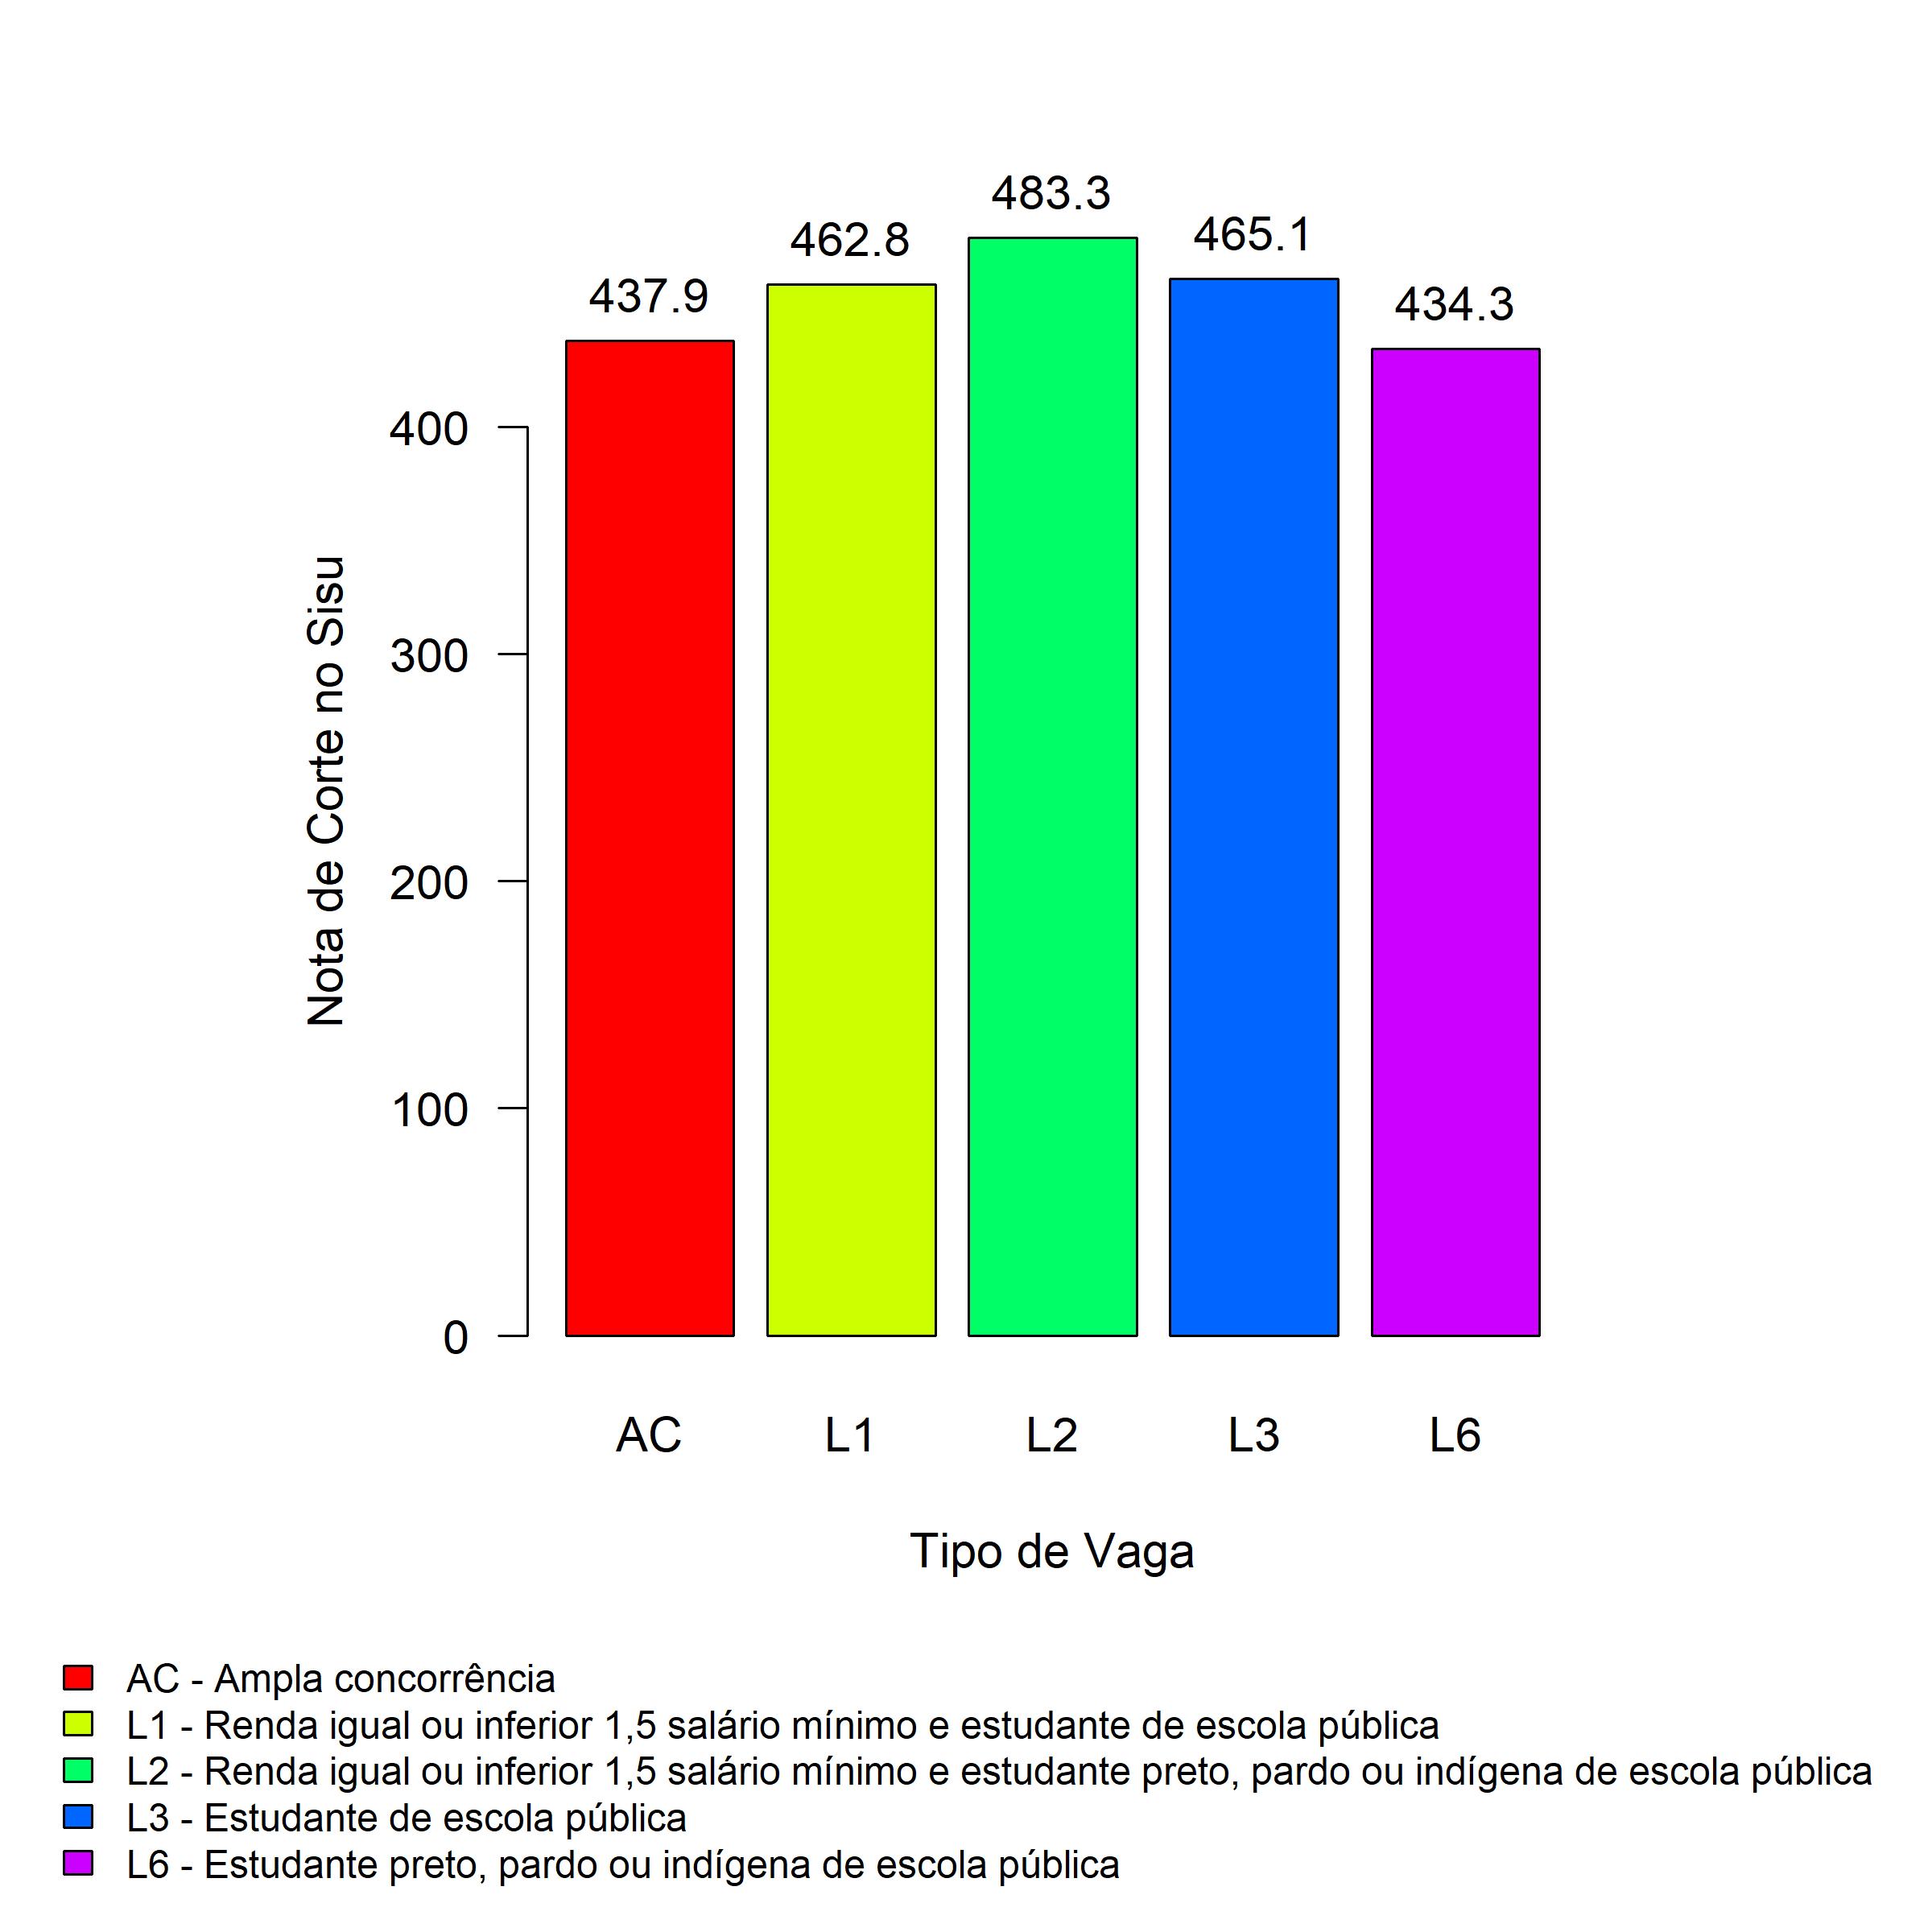 483.3
465.1
462.8
437.9
434.3
400
300
200
100
0
Nota de Corte no Sisu
AC L1 L2 L3 L6
Tipo de Vaga
AC - Ampla concorrência
L1 - Renda igual ou inferior 1,5 salário mínimo e estudante de escola pública
L2 - Renda igual ou inferior 1,5 salário mínimo e estudante preto, pardo ou indígena de escola pública
L3 - Estudante de escola pública
L6 - Estudante preto, pardo ou indígena de escola pública